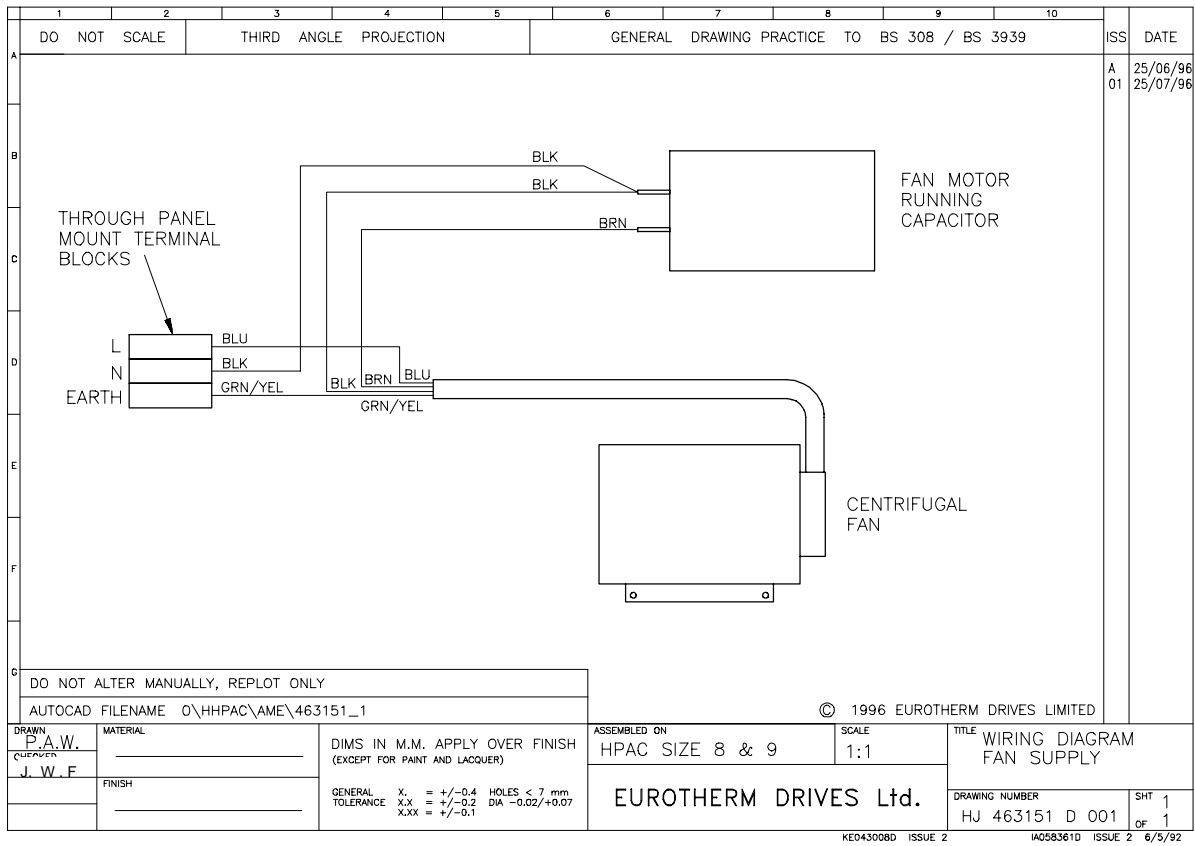 1 2 3 4 5 6 7 8 9 10
DO NOT SCALE THIRD ANGLE PROJECTION GENERAL DRAWING PRACTICE TO BS 308 / BS 3939 ISS DATE
A
A 25/06/96
01 25/07/96
B
BLK
BLK
BRN
FAN MOTOR
RUNNING
CAPACITOR
THROUGH PANEL
MOUNT TERMINAL
BLOCKS
C
D
L BLU
N BLK
EARTH GRN/YEL
BLK BRN BLU
GRN/YEL
E
CENTRIFUGAL
FAN
F
G
DO NOT ALTER MANUALLY, REPLOT ONLY
AUTOCAD FILENAME O\HHPAC\AME\463151_1
© 1996 EUROTHERM DRIVES LIMITED
DRAWN
P.A.W.
CHECKED
J. W . F
MATERIAL
FINISH
DIMS IN M.M. APPLY OVER FINISH
(EXCEPT FOR PAINT AND LACQUER)
GENERAL X. = +/-0.4 HOLES < 7 mm
TOLERANCE X.X = +/-0.2 DIA -0.02/+0.07
X.XX = +/-0.1
ASSEMBLED ON
HPAC SIZE 8 & 9
SCALE
1:1
EUROTHERM DRIVES Ltd.
TITLE
WIRING DIAGRAM
FAN SUPPLY
DRAWING NUMBER
HJ 463151 D 001
SHT 1
OF 1
KE043008D ISSUE 2 IA058361D ISSUE 2 6/5/92